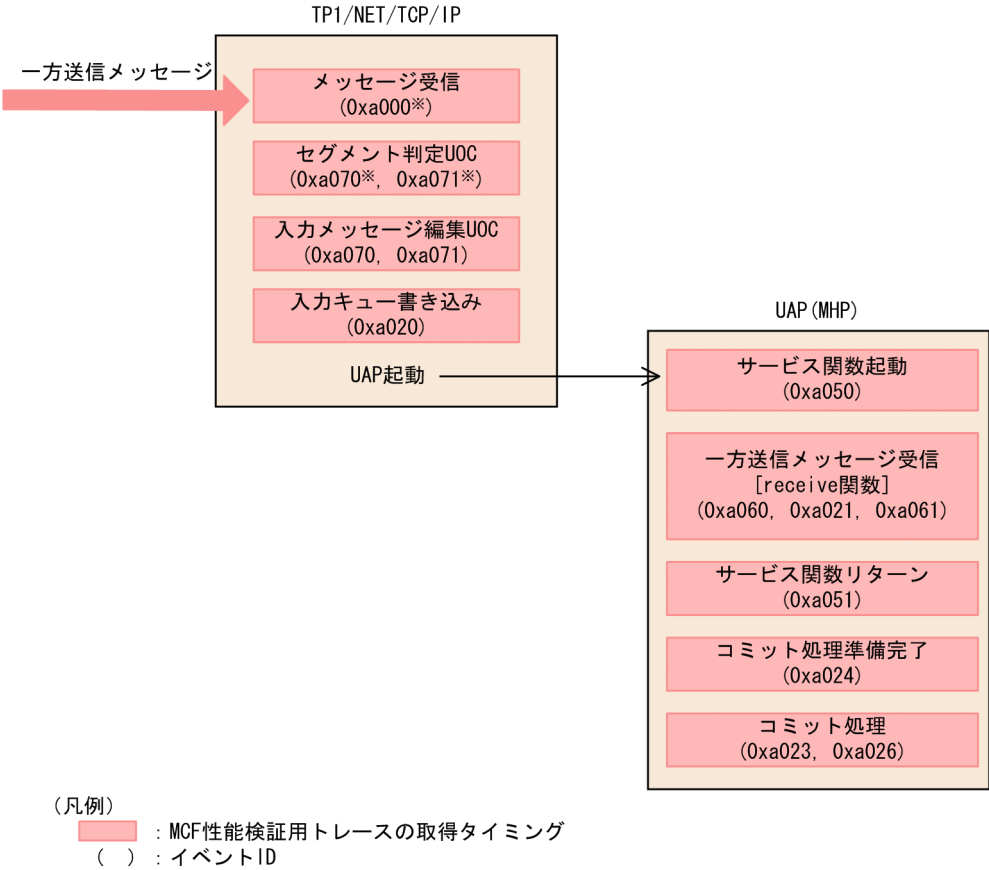 TP1/NET/TCP/IP
一方送信メッセージ
メッセージ受信
(0xa000※)
セグメント判定UOC
(0xa070※, 0xa071※)
入力メッセージ編集UOC
(0xa070, 0xa071)
入力キュー書き込み
(0xa020)
UAP起動
UAP(MHP)
サービス関数起動
(0xa050)
一方送信メッセージ受信
[receive関数]
(0xa060, 0xa021, 0xa061)
サービス関数リターン
(0xa051)
コミット処理準備完了
(0xa024)
コミット処理
(0xa023, 0xa026)
(凡例)
:MCF性能検証用トレースの取得タイミング
( ):イベントID